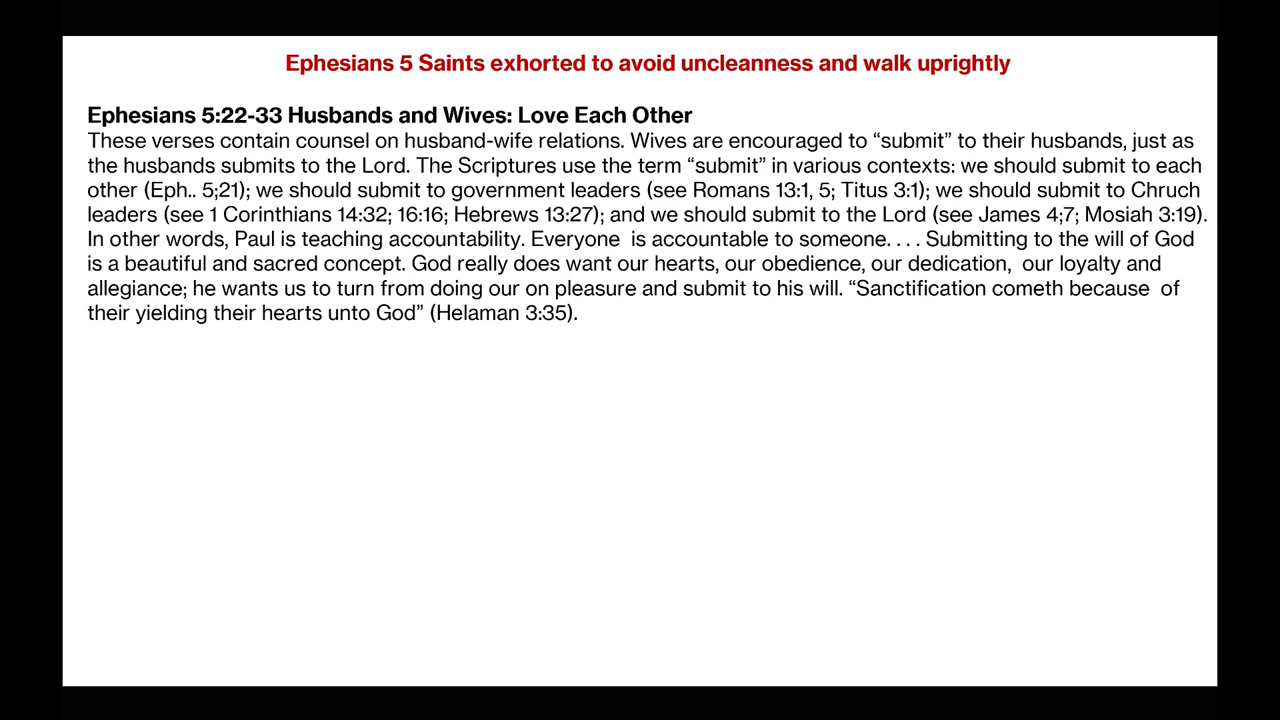 Ephesians 5 Saints exhorted to avoid uncleanness and walk uprightly
Ephesians 5:22-33 Husbands and Wives: Love Each Other
These verses contain counsel on husband-wife relations. Wives are encouraged to “submit” to their husbands, just as
the husbands submits to the Lord. The Scriptures use the term “submit” in various contexts: we should submit to each
other (Eph.. 5;21); we should submit to government leaders (see Romans 13:1, 5; Titus 3:1); we should submit to Chruch
leaders (see 1 Corinthians 14:32; 16:16; Hebrews 13:27); and we should submit to the Lord (see James 4;7; Mosiah 3:19).
In other words, Paul is teaching accountability. Everyone  is accountable to someone. . . . Submitting to the will of God
is a beautiful and sacred concept. God really does want our hearts, our obedience, our dedication,  our loyalty and
allegiance; he wants us to turn from doing our on pleasure and submit to his will. “Sanctification cometh because  of
their yielding their hearts unto God” (Helaman 3:35).